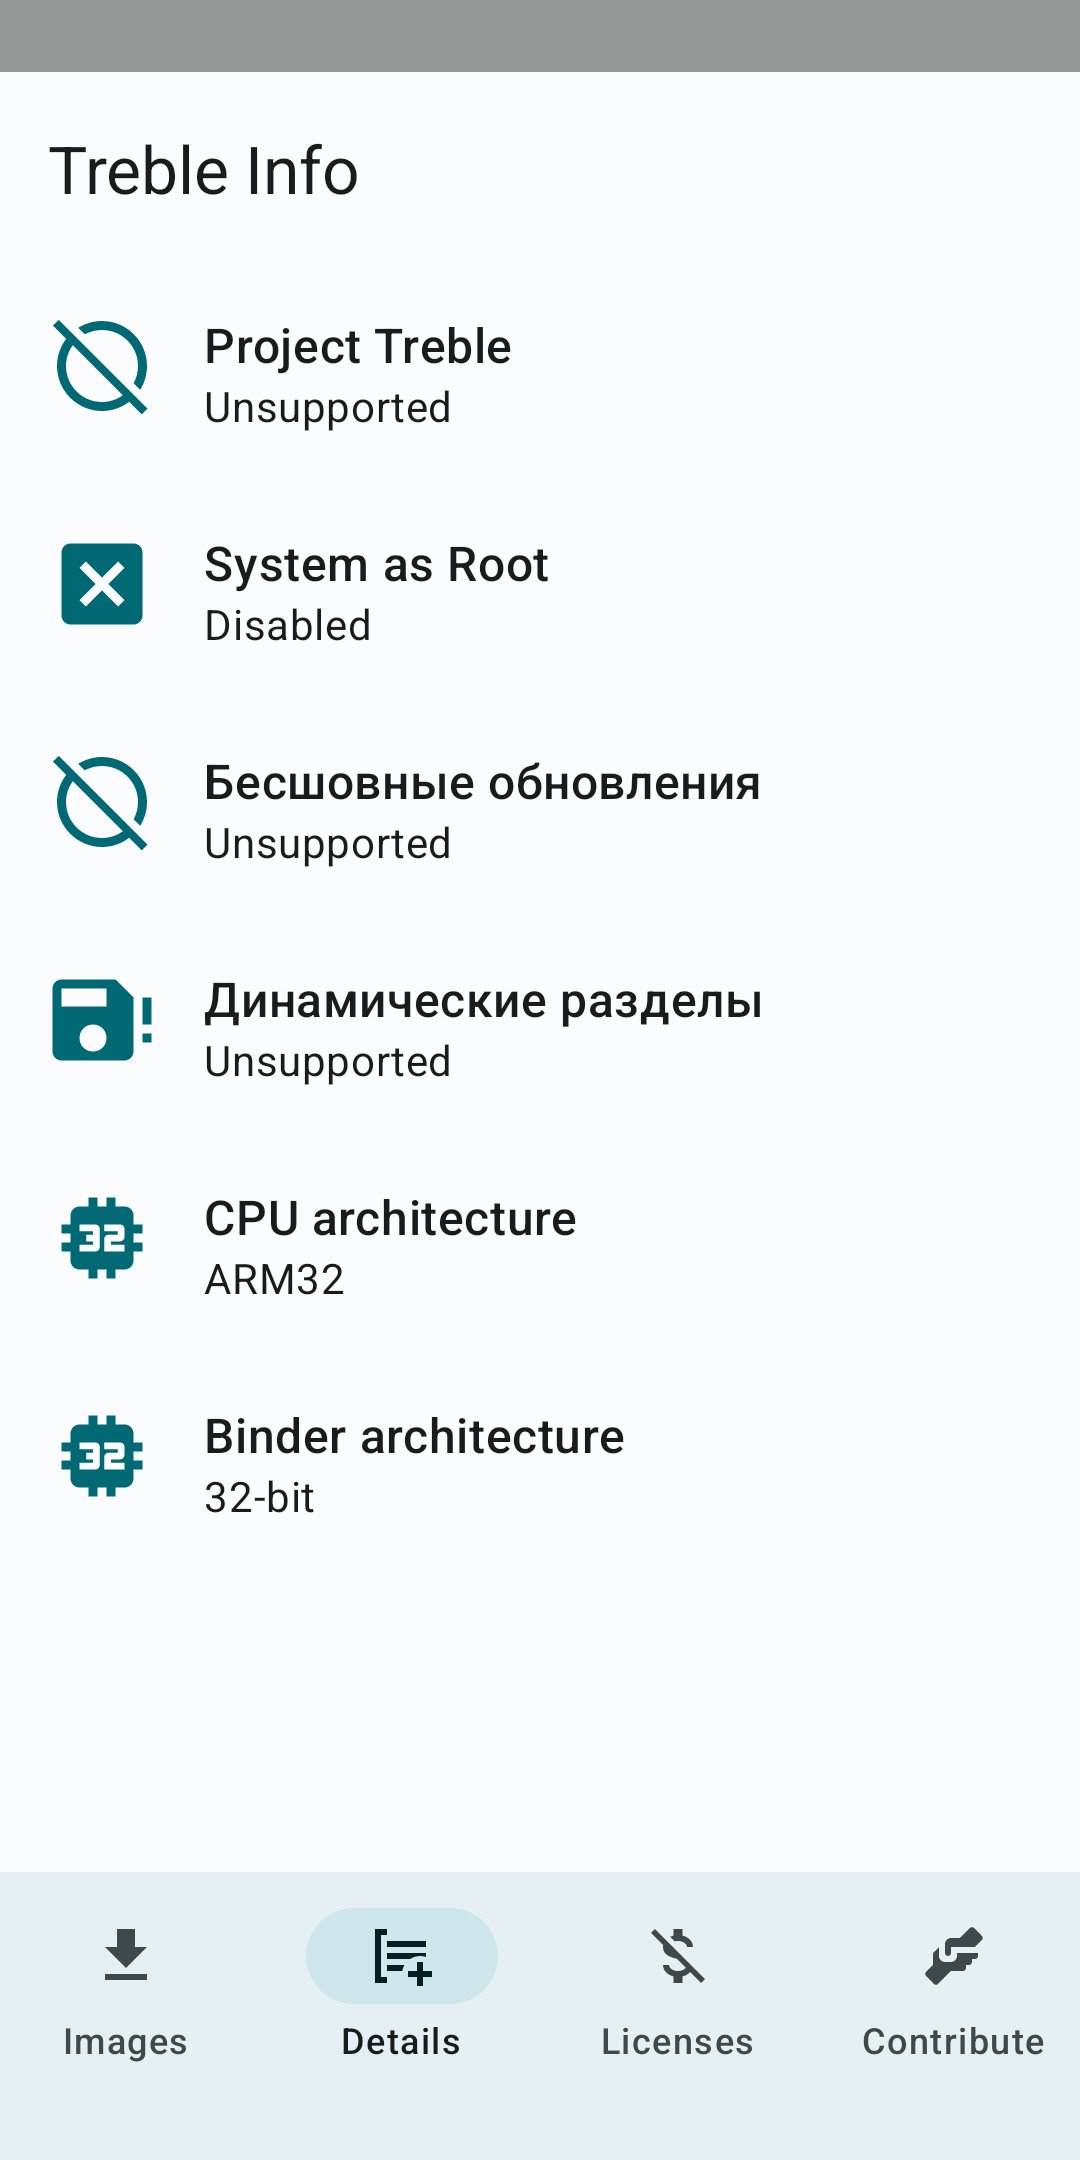 Treble Info
Project Treble
Unsupported
System as Root
Disabled
Бесшовные обновления
Unsupported
Динамические разделы
Unsupported
32
CPU architecture
ARM32
32
Binder architecture
32-bit
Images
Details
Licenses
Contribute